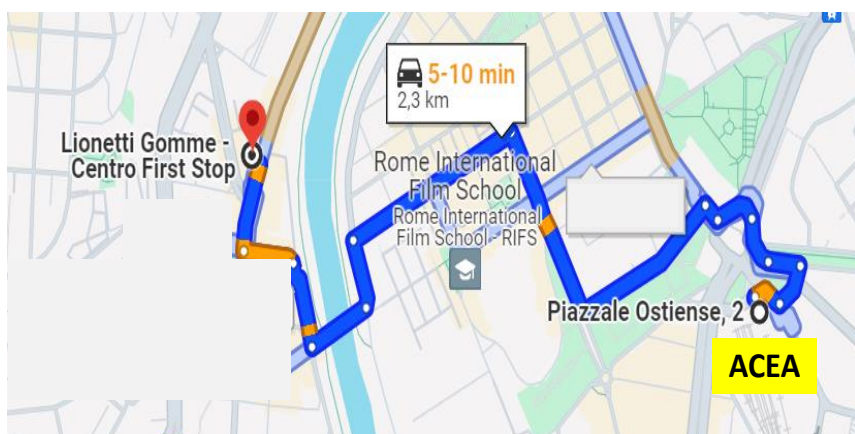 5-10 min
2,3 km
Lionetti Gomme -
Centro First Stop
Rome International
Film School
Rome International
Film School - RIFS
Piazzale Ostiense, 2
ACEA